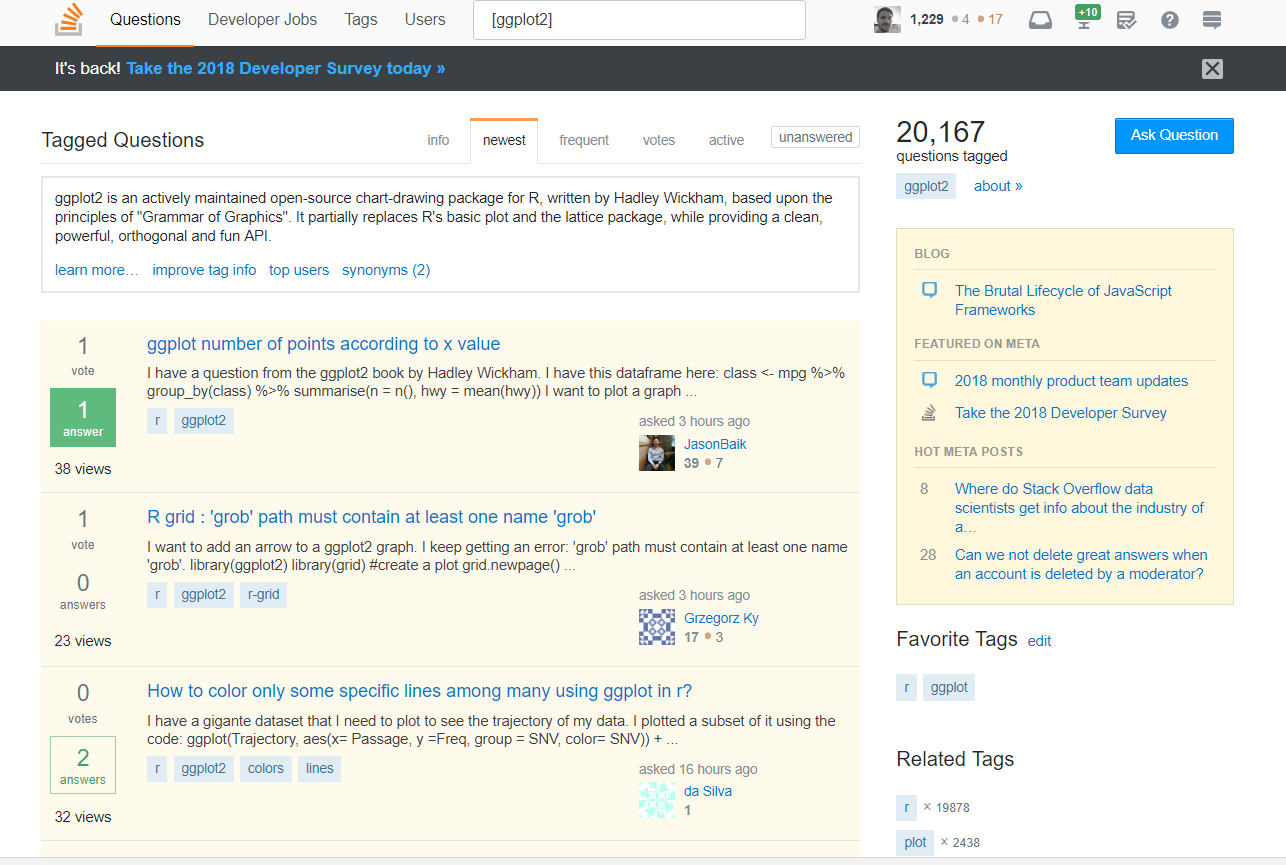 Questions Developer Jobs Tags Users [ggplot2] 1,229 4 17 +10 ?
It's back! Take the 2018 Developer Survey today »
Tagged Questions info newest frequent votes active unanswered
ggplot2 is an actively maintained open-source chart-drawing package for R, written by Hadley Wickham, based upon the
principles of "Grammar of Graphics". It partially replaces R's basic plot and the lattice package, while providing a clean,
powerful, orthogonal and fun API.
learn more… improve tag info top users synonyms (2)
1
vote
1
answer
38 views
ggplot number of points according to x value
I have a question from the ggplot2 book by Hadley Wickham. I have this dataframe here: class <- mpg %>%
group_by(class) %>% summarise(n = n(), hwy = mean(hwy)) I want to plot a graph ...
r ggplot2
asked 3 hours ago
JasonBaik
39 7
1
vote
0
answers
23 views
R grid : 'grob' path must contain at least one name 'grob'
I want to add an arrow to a ggplot2 graph. I keep getting an error: 'grob' path must contain at least one name
'grob'. library(ggplot2) library(grid) #create a plot grid.newpage() ...
r ggplot2 r-grid
asked 3 hours ago
Grzegorz Ky
17 3
0
votes
2
answers
32 views
How to color only some specific lines among many using ggplot in r?
I have a gigante dataset that I need to plot to see the trajectory of my data. I plotted a subset of it using the
code: ggplot(Trajectory, aes(x= Passage, y =Freq, group = SNV, color= SNV)) + ...
r ggplot2 colors lines
asked 16 hours ago
da Silva
1
20,167
questions tagged
Ask Question
ggplot2 about »
BLOG
The Brutal Lifecycle of JavaScript
Frameworks
FEATURED ON META
2018 monthly product team updates
Take the 2018 Developer Survey
HOT META POSTS
8 Where do Stack Overflow data
scientists get info about the industry of
a…
28 Can we not delete great answers when
an account is deleted by a moderator?
Favorite Tags edit
r ggplot
Related Tags
r × 19878
plot × 2438